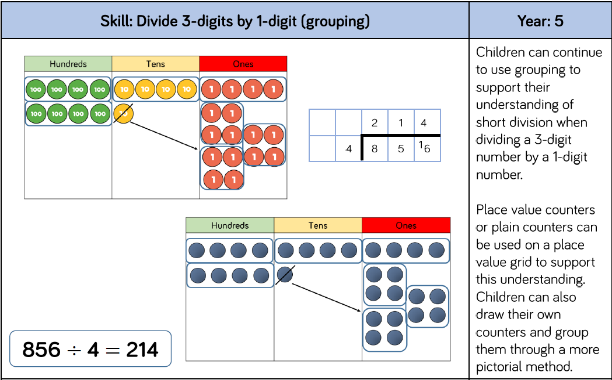 Skill: Divide 3-digits by 1-digit (grouping)
Year: 5
Hundreds Tens Ones
100 100 100 100 10 10 10 10 1 1 1 1
100 100 100 100 10 1 1
1 1 1 1
1 1 1 1
1 1
2 1 4
4 8 5 ¹6
Hundreds Tens Ones
856 ÷ 4 = 214
Children can continue
to use grouping to
support their
understanding of
short division when
dividing a 3-digit
number by a 1-digit
number.
Place value counters
or plain counters can
be used on a place
value grid to support
this understanding.
Children can also
draw their own
counters and group
them through a more
pictorial method.